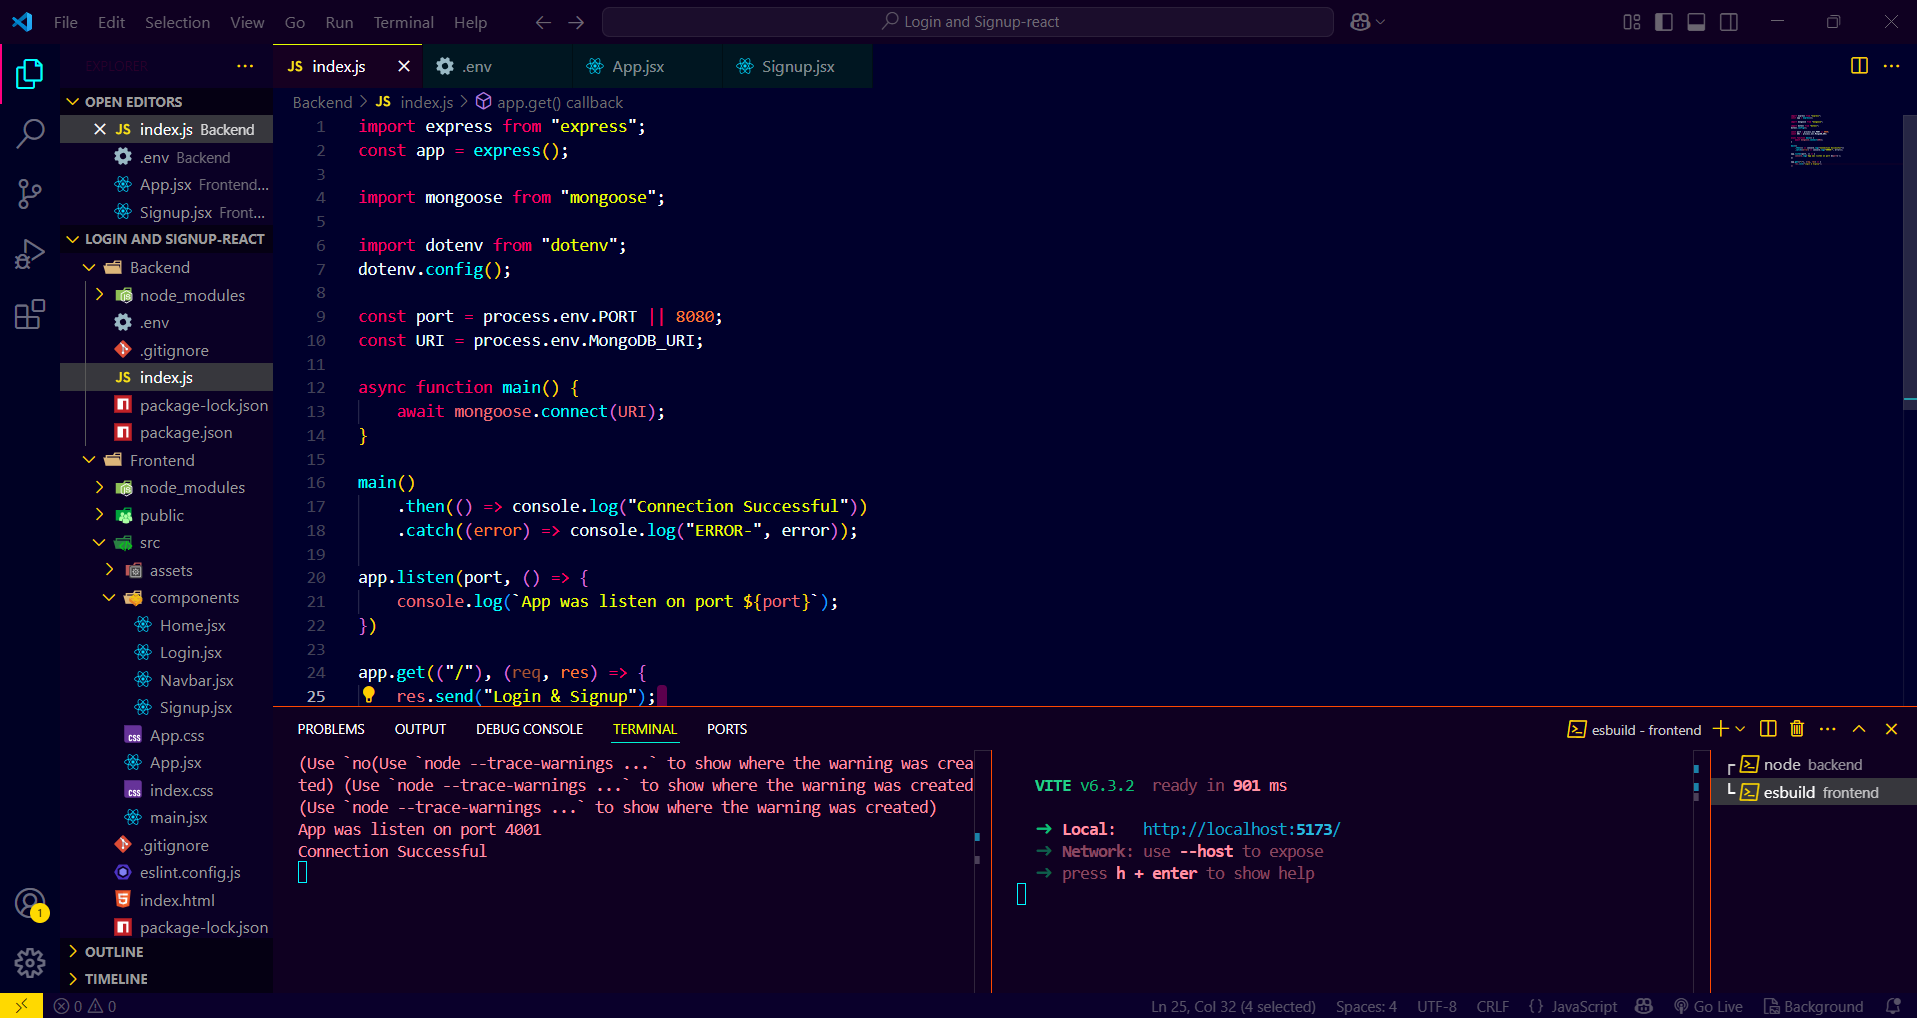 File Edit Selection View Go Run Terminal Help
Login and Signup-react
EXPLORER
JS index.js
.env
App.jsx
Signup.jsx
OPEN EDITORS
JS index.js Backend
.env Backend
App.jsx Frontend...
Signup.jsx Front...
LOGIN AND SIGNUP-REACT
Backend
node_modules
.env
.gitignore
JS index.js
package-lock.json
package.json
Frontend
node_modules
public
src
assets
components
Home.jsx
Login.jsx
Navbar.jsx
Signup.jsx
App.css
App.jsx
index.css
main.jsx
.gitignore
eslint.config.js
index.html
package-lock.json
OUTLINE
TIMELINE
1
Backend > JS index.js > app.get() callback
1 import express from "express";
2 const app = express();
3
4 import mongoose from "mongoose";
5
6 import dotenv from "dotenv";
7 dotenv.config();
8
9 const port = process.env.PORT || 8080;
10 const URI = process.env.MongoDB_URI;
11
12 async function main() {
13 await mongoose.connect(URI);
14 }
15
16 main()
17 .then(() => console.log("Connection Successful"))
18 .catch((error) => console.log("ERROR-", error));
19
20 app.listen(port, () => {
21 console.log(`App was listen on port ${port}`);
22 })
23
24 app.get(("/"), (req, res) => {
25 res.send("Login & Signup");
PROBLEMS OUTPUT DEBUG CONSOLE TERMINAL PORTS
esbuild - frontend
(Use `no(Use `node --trace-warnings ...` to show where the warning was crea
ted) (Use `node --trace-warnings ...` to show where the warning was created
(Use `node --trace-warnings ...` to show where the warning was created)
App was listen on port 4001
Connection Successful
VITE v6.3.2 ready in 901 ms
➜ Local: http://localhost:5173/
➜ Network: use --host to expose
➜ press h + enter to show help
node backend
esbuild frontend
0 0
Ln 25, Col 32 (4 selected) Spaces: 4 UTF-8 CRLF {} JavaScript Go Live Background